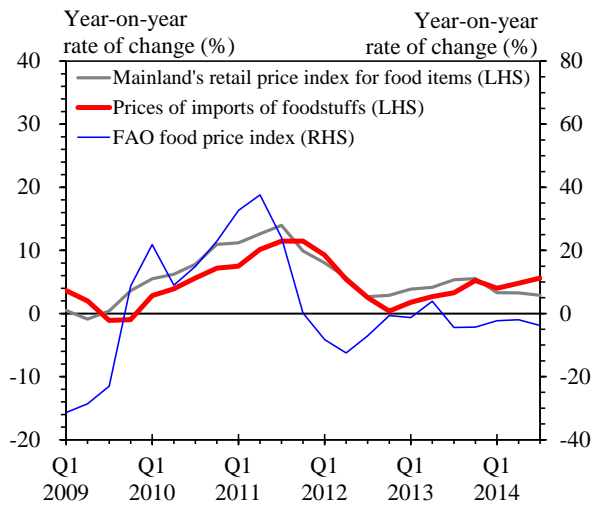 Year-on-year
rate of change (%)
Year-on-year
rate of change (%)
40
80
Mainland's retail price index for food items (LHS)
30
60
Prices of imports of foodstuffs (LHS)
FAO food price index (RHS)
20
40
10
20
0
0
-10
-20
-20
-40
Q1
Q1
Q1
Q1
Q1
Q1
2009
2010
2011
2012
2013
2014